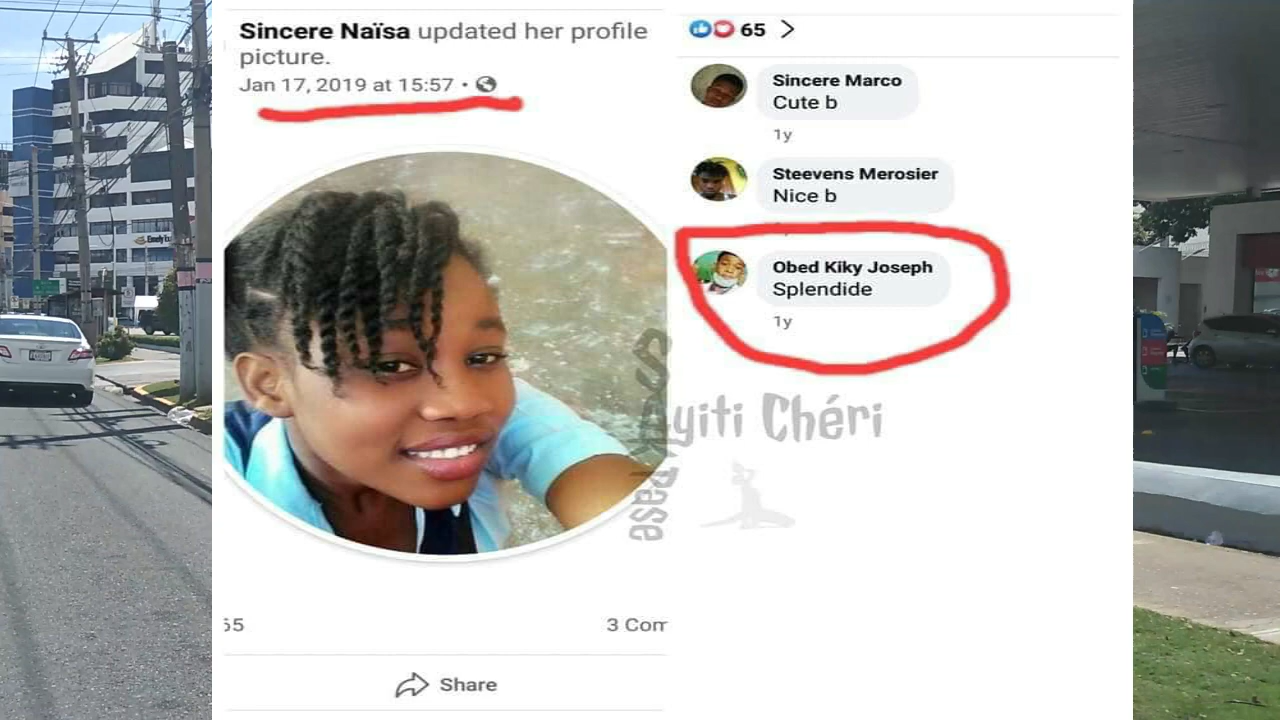 Sincere Naïsa updated her profile
picture.
Jan 17, 2019 at 15:57 •
65
3 Com
Share
65 >
Sincere Marco
Cute b
1y
Steevens Merosier
Nice b
Obed Kiky Joseph
Splendide
1y
yiti Chéri